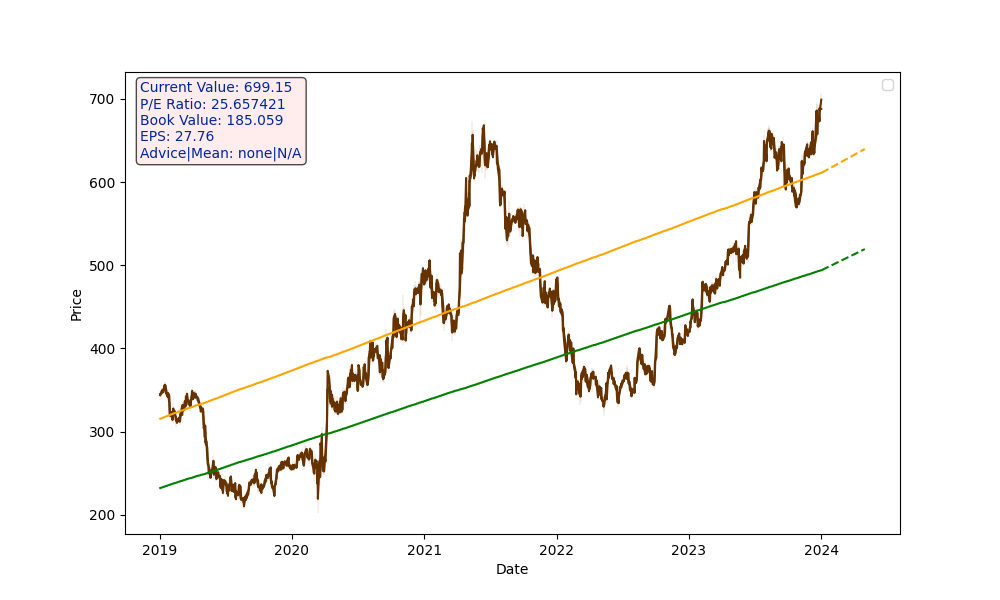 Current Value: 699.15
P/E Ratio: 25.657421
Book Value: 185.059
EPS: 27.76
Advice|Mean: none|N/A
700
600
500
400
300
200
Price
2019 2020 2021 2022 2023 2024
Date